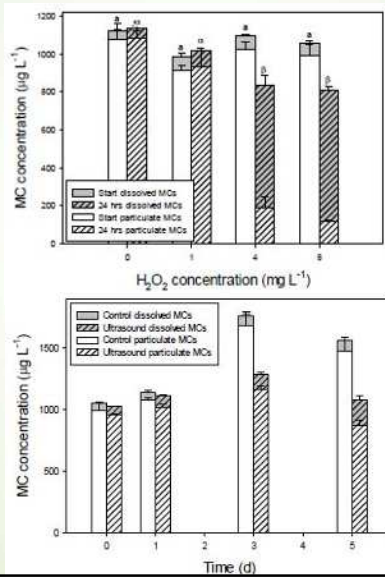 1200
1000
800
600
400
200
0
MC concentration (µg L⁻¹)
a α a α a β a β
Start dissolved MCs
24 hrs dissolved MCs
Start particulate MCs
24 hrs particulate MCs
0 1 4
H₂O₂ concentration (mg L⁻¹)
Control dissolved MCs
Ultrasound dissolved MCs
Control particulate MCs
Ultrasound particulate MCs
1500
1000
500
0
MC concentration (µg L⁻¹)
0 1 2 3 4 5
Time (d)